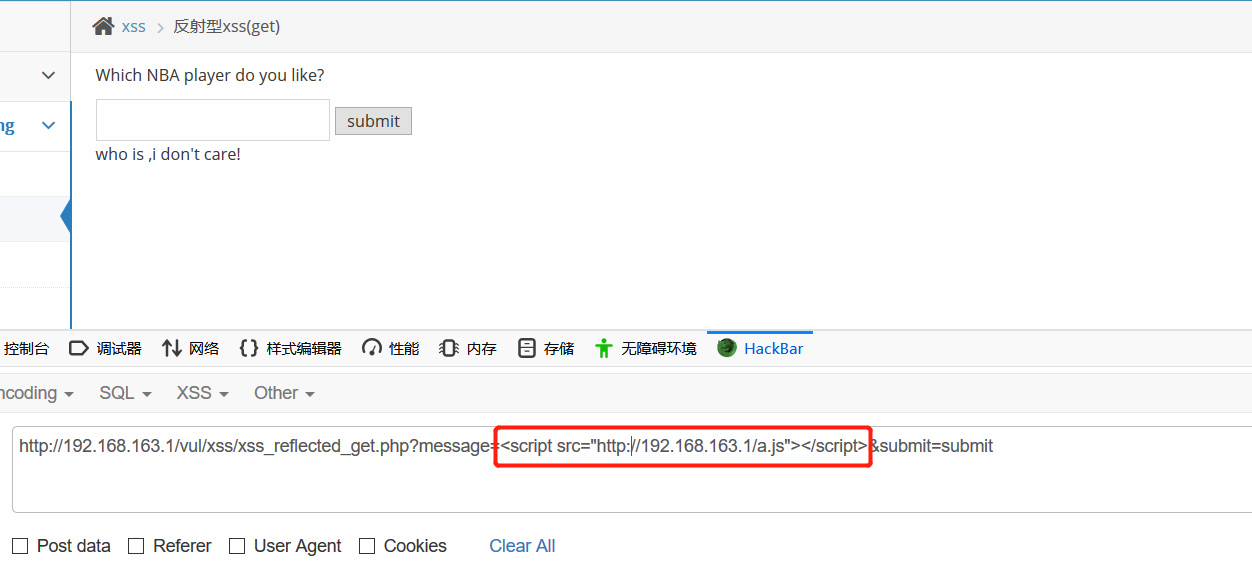 xss > 反射型xss(get)
Which NBA player do you like?
submit
who is ,i don't care!
ng
控制台 调试器 网络 样式编辑器 性能 内存 存储 无障碍环境 HackBar
ncoding SQL XSS Other
http://192.168.163.1/vul/xss/xss_reflected_get.php?message=<script src="http://192.168.163.1/a.js"></script>&submit=submit
Post data Referer User Agent Cookies Clear All